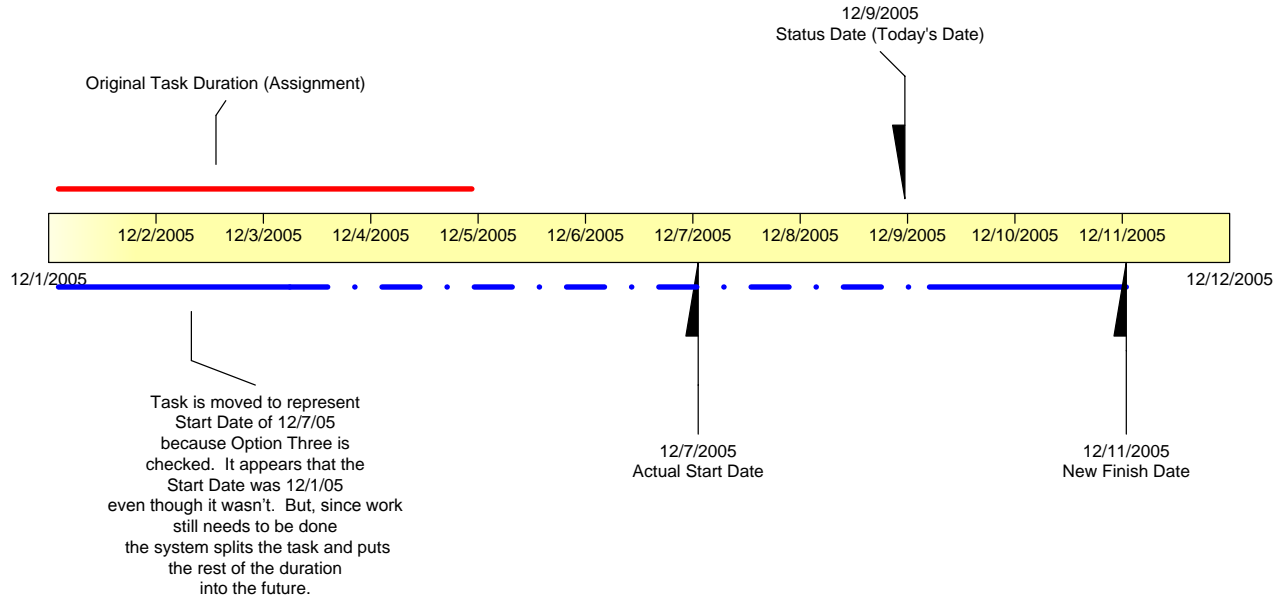 12/9/2005
Status Date (Today's Date)
Original Task Duration (Assignment)
12/2/2005 12/3/2005 12/4/2005 12/5/2005 12/6/2005 12/7/2005 12/8/2005 12/9/2005 12/10/2005 12/11/2005
12/1/2005 12/12/2005
Task is moved to represent
Start Date of 12/7/05
because Option Three is
checked. It appears that the
Start Date was 12/1/05
even though it wasn't. But, since work
still needs to be done
the system splits the task and puts
the rest of the duration
into the future.
12/7/2005
Actual Start Date
12/11/2005
New Finish Date